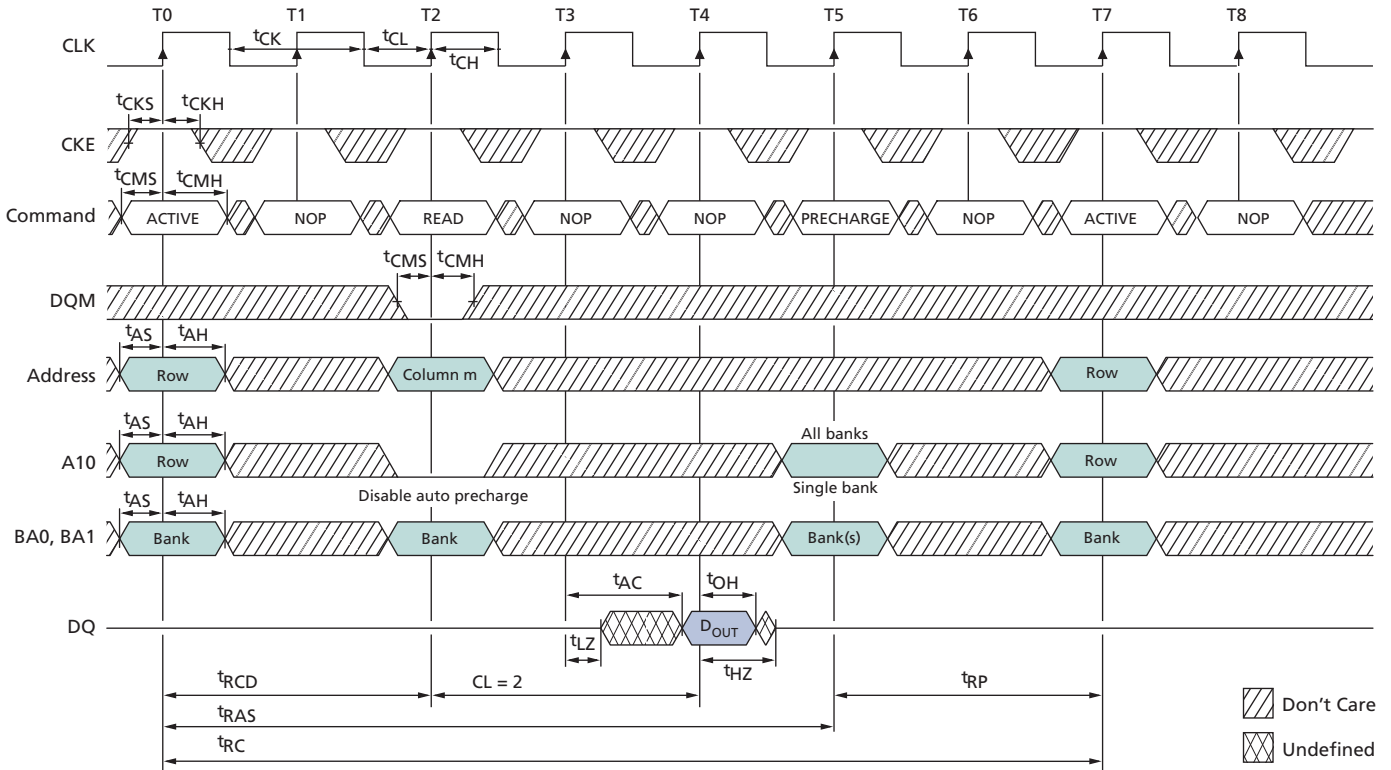 T0 T1 T2 T3 T4 T5 T6 T7 T8
CLK
tCK tCL
tCH
tCKS tCKH
CKE
tCMS tCMH
Command ACTIVE NOP READ NOP NOP PRECHARGE NOP ACTIVE NOP
tCMS tCMH
DQM
tAS tAH
Address Row Column m Row
tAS tAH
All banks
A10 Row Row
Disable auto precharge Single bank
tAS tAH
BA0, BA1 Bank Bank Bank(s) Bank
tAC tOH
DQ DOUT
tLZ tHZ
tRCD CL = 2 tRP
tRAS
tRC
Don't Care
Undefined